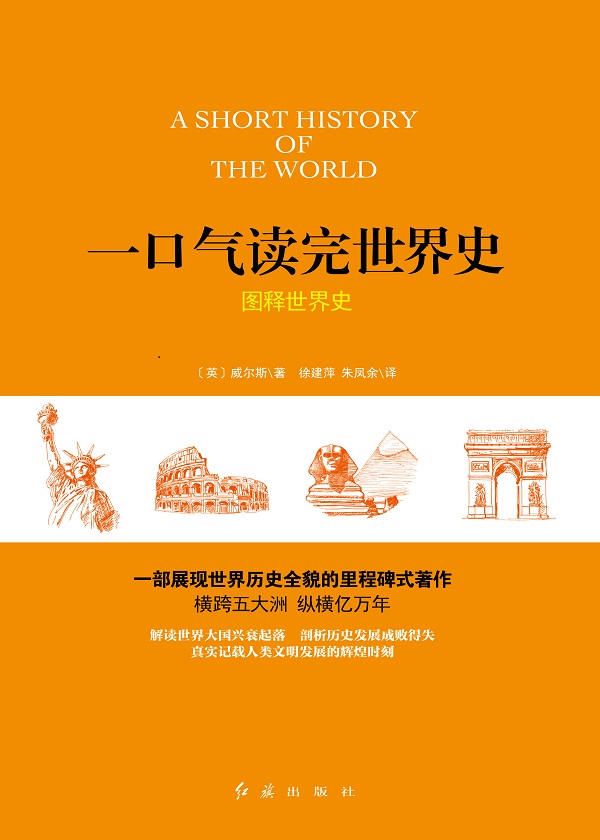 A SHORT HISTORY
OF
THE WORLD
一口气读完世界史
图释世界史
〔英〕威尔斯\著　徐建萍 朱凤余\译
一部展现世界历史全貌的里程碑式著作
横跨五大洲 纵横亿万年
解读世界大国兴衰起落　剖析历史发展成败得失
真实记载人类文明发展的辉煌时刻
红旗出版社